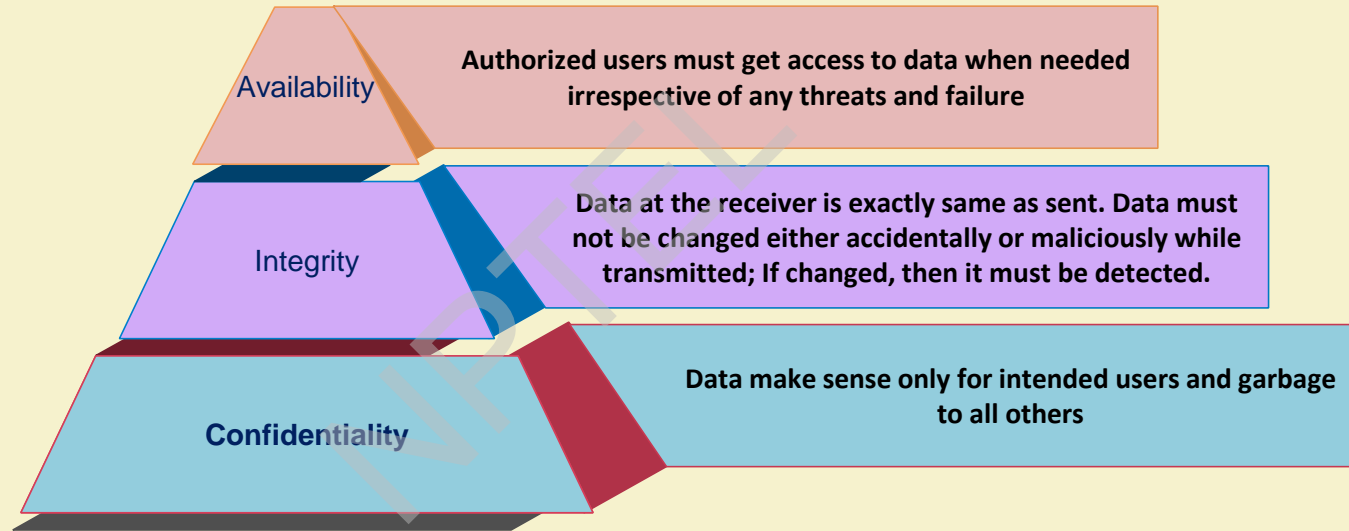 Availability
Authorized users must get access to data when needed
irrespective of any threats and failure
Integrity
Data at the receiver is exactly same as sent. Data must
not be changed either accidentally or maliciously while
transmitted; If changed, then it must be detected.
Confidentiality
Data make sense only for intended users and garbage
to all others
NPTEL